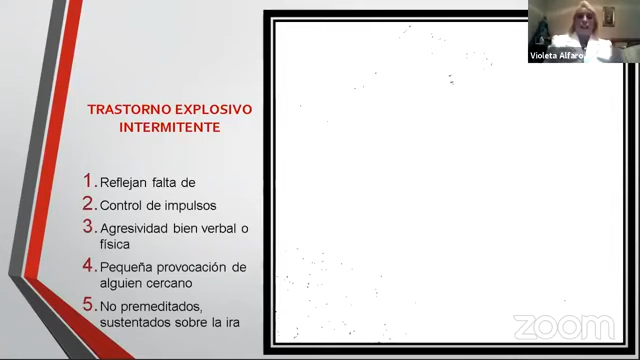 Violeta Alfaro
TRASTORNO EXPLOSIVO
INTERMITENTE
1. Reflejan falta de
2. Control de impulsos
3. Agresividad bien verbal o
física
4. Pequeña provocación de
alguien cercano
5. No premeditados,
sustentados sobre la ira
zoom